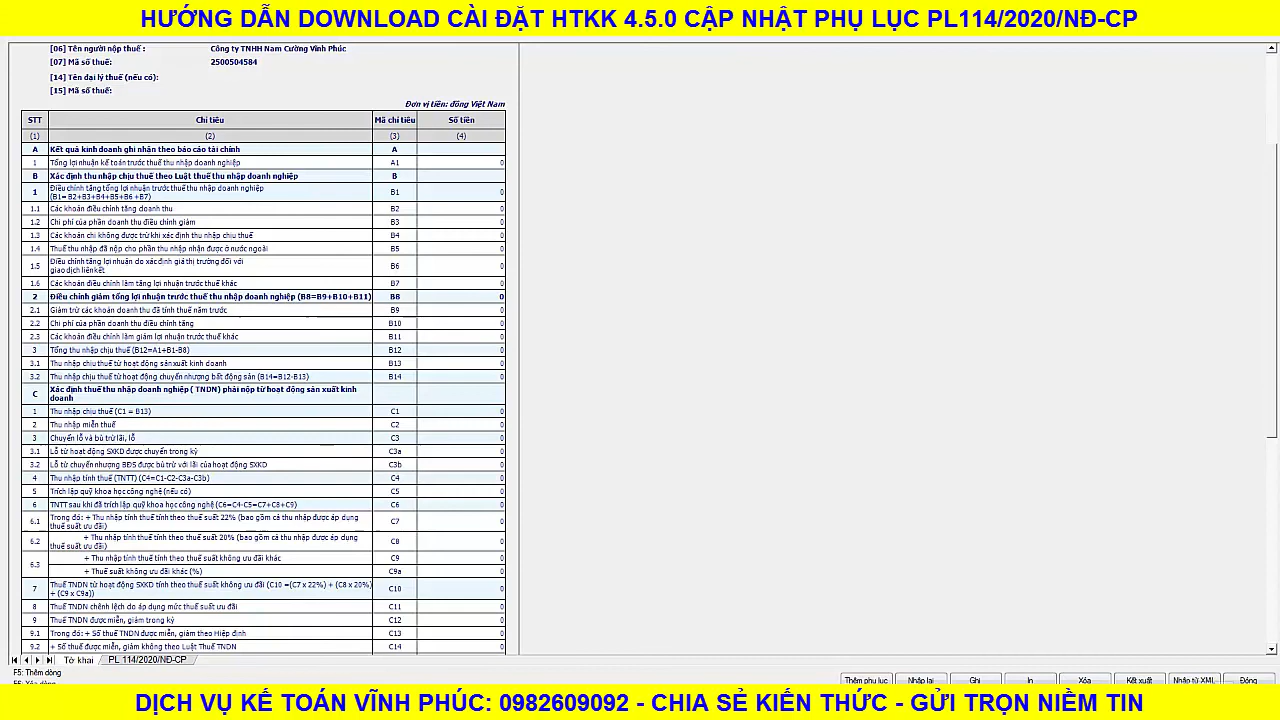 HƯỚNG DẪN DOWNLOAD CÀI ĐẶT HTKK 4.5.0 CẬP NHẬT PHỤ LỤC PL114/2020/NĐ-CP
[06] Tên người nộp thuế : Công ty TNHH Nam Cường Vĩnh Phúc
[07] Mã số thuế: 2500504584
[14] Tên đại lý thuế (nếu có):
[15] Mã số thuế:
Đơn vị tiền: đồng Việt Nam
STT Chỉ tiêu Mã chỉ tiêu Số tiền
(1) (2) (3) (4)
A Kết quả kinh doanh ghi nhận theo báo cáo tài chính A
1 Tổng lợi nhuận kế toán trước thuế thu nhập doanh nghiệp A1 0
B Xác định thu nhập chịu thuế theo Luật thuế thu nhập doanh nghiệp B
1 Điều chỉnh tăng tổng lợi nhuận trước thuế thu nhập doanh nghiệp
(B1= B2+B3+B4+B5+B6 +B7) B1 0
1.1 Các khoản điều chỉnh tăng doanh thu B2 0
1.2 Chi phí của phần doanh thu điều chỉnh giảm B3 0
1.3 Các khoản chi không được trừ khi xác định thu nhập chịu thuế B4 0
1.4 Thuế thu nhập đã nộp cho phần thu nhập nhận được ở nước ngoài B5 0
1.5 Điều chỉnh tăng lợi nhuận do xác định giá thị trường đối với
giao dịch liên kết B6 0
1.6 Các khoản điều chỉnh làm tăng lợi nhuận trước thuế khác B7 0
2 Điều chỉnh giảm tổng lợi nhuận trước thuế thu nhập doanh nghiệp (B8=B9+B10+B11) B8 0
2.1 Giảm trừ các khoản doanh thu đã tính thuế năm trước B9 0
2.2 Chi phí của phần doanh thu điều chỉnh tăng B10 0
2.3 Các khoản điều chỉnh làm giảm lợi nhuận trước thuế khác B11 0
3 Tổng thu nhập chịu thuế (B12=A1+B1-B8) B12 0
3.1 Thu nhập chịu thuế từ hoạt động sản xuất kinh doanh B13 0
3.2 Thu nhập chịu thuế từ hoạt động chuyển nhượng bất động sản (B14=B12-B13) B14 0
C Xác định thuế thu nhập doanh nghiệp ( TNDN) phải nộp từ hoạt động sản xuất kinh
doanh
1 Thu nhập chịu thuế (C1 = B13) C1 0
2 Thu nhập miễn thuế C2 0
3 Chuyển lỗ và bù trừ lãi, lỗ C3 0
3.1 Lỗ từ hoạt động SXKD được chuyển trong kỳ C3a 0
3.2 Lỗ từ chuyển nhượng BĐS được bù trừ với lãi của hoạt động SXKD C3b 0
4 Thu nhập tính thuế (TNTT) (C4=C1-C2-C3a-C3b) C4 0
5 Trích lập quỹ khoa học công nghệ (nếu có) C5 0
6 TNTT sau khi đã trích lập quỹ khoa học công nghệ (C6=C4-C5=C7+C8+C9) C6 0
6.1 Trong đó: + Thu nhập tính thuế tính theo thuế suất 22% (bao gồm cả thu nhập được áp dụng
thuế suất ưu đãi) C7 0
6.2 + Thu nhập tính thuế tính theo thuế suất 20% (bao gồm cả thu nhập được áp dụng
thuế suất ưu đãi) C8 0
6.3 + Thu nhập tính thuế tính theo thuế suất không ưu đãi khác C9 0
+ Thuế suất không ưu đãi khác (%) C9a 0
7 Thuế TNDN từ hoạt động SXKD tính theo thuế suất không ưu đãi (C10 =(C7 x 22%) + (C8 x 20%)
+ (C9 x C9a)) C10 0
8 Thuế TNDN chênh lệch do áp dụng mức thuế suất ưu đãi C11 0
9 Thuế TNDN được miễn, giảm trong kỳ C12 0
9.1 Trong đó: + Số thuế TNDN được miễn, giảm theo Hiệp định C13 0
9.2 + Số thuế được miễn, giảm không theo Luật Thuế TNDN C14 0
Tờ khai PL 114/2020/NĐ-CP
F5: Thêm dòng
F6: Xóa dòng
Thêm phụ lục Nhập lại Ghi In Xóa Kết xuất Nhập từ XML Đóng
DỊCH VỤ KẾ TOÁN VĨNH PHÚC: 0982609092 - CHIA SẺ KIẾN THỨC - GỬI TRỌN NIỀM TIN